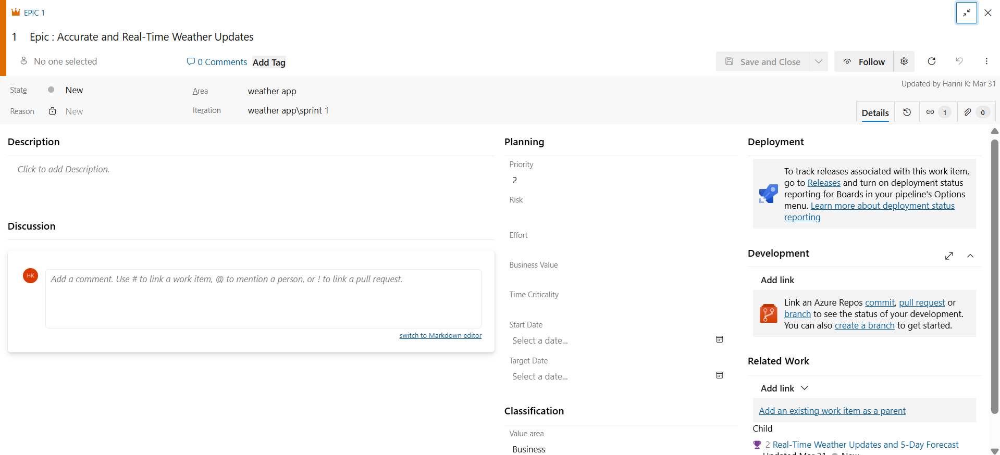 EPIC 1
1 Epic : Accurate and Real-Time Weather Updates
No one selected
0 Comments
Add Tag
Save and Close
Follow
State
New
Area
weather app
Updated by Harini K: Mar 31
Reason
New
Iteration
weather app\sprint 1
Details
1
0
Description
Click to add Description.
Discussion
HK
Add a comment. Use # to link a work item, @ to mention a person, or ! to link a pull request.
switch to Markdown editor
Planning
Priority
2
Risk
Effort
Business Value
Time Criticality
Start Date
Select a date...
Target Date
Select a date...
Classification
Value area
Business
Deployment
To track releases associated with this work item,
go to Releases and turn on deployment status
reporting for Boards in your pipeline's Options
menu. Learn more about deployment status
reporting
Development
Add link
Link an Azure Repos commit, pull request or
branch to see the status of your development.
You can also create a branch to get started.
Related Work
Add link
Add an existing work item as a parent
Child
2 Real-Time Weather Updates and 5-Day Forecast
Updated Mar 31 New